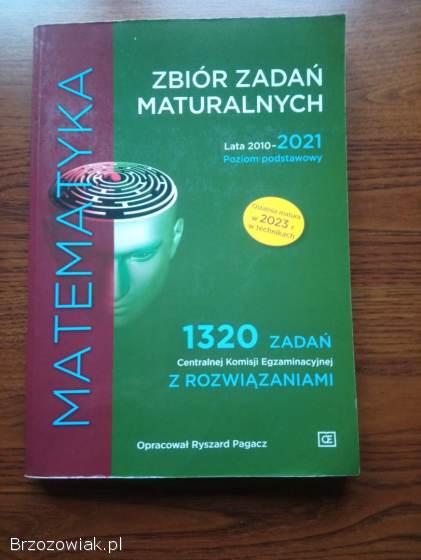 MATEMATYKA
ZBIÓR ZADAŃ
MATURALNYCH
Lata 2010-2021
Poziom podstawowy
Ostatnia matura
w 2023 r.
w technikach
1320 ZADAŃ
Centralnej Komisji Egzaminacyjnej
Z ROZWIĄZANIAMI
Opracował Ryszard Pagacz
OE
Brzozowiak.pl